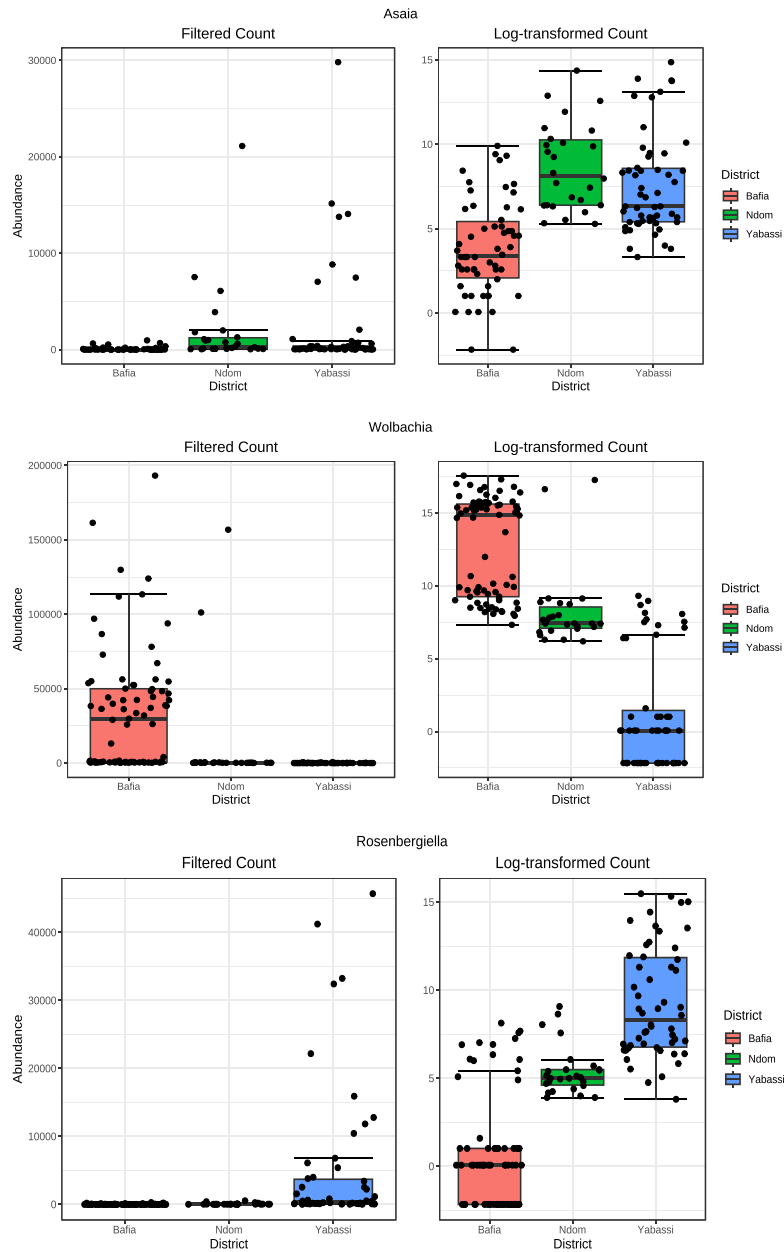 Asaia
Filtered Count
Log-transformed Count
Abundance
30000
20000
10000
0
Bafia
Ndom
Yabassi
District
15
10
5
0
Bafia
Ndom
Yabassi
District
District
Bafia
Ndom
Yabassi
Wolbachia
Filtered Count
Log-transformed Count
Abundance
200000
150000
100000
50000
0
Bafia
Ndom
Yabassi
District
15
10
5
0
Bafia
Ndom
Yabassi
District
District
Bafia
Ndom
Yabassi
Rosenbergiella
Filtered Count
Log-transformed Count
Abundance
40000
30000
20000
10000
0
Bafia
Ndom
Yabassi
District
15
10
5
0
Bafia
Ndom
Yabassi
District
District
Bafia
Ndom
Yabassi